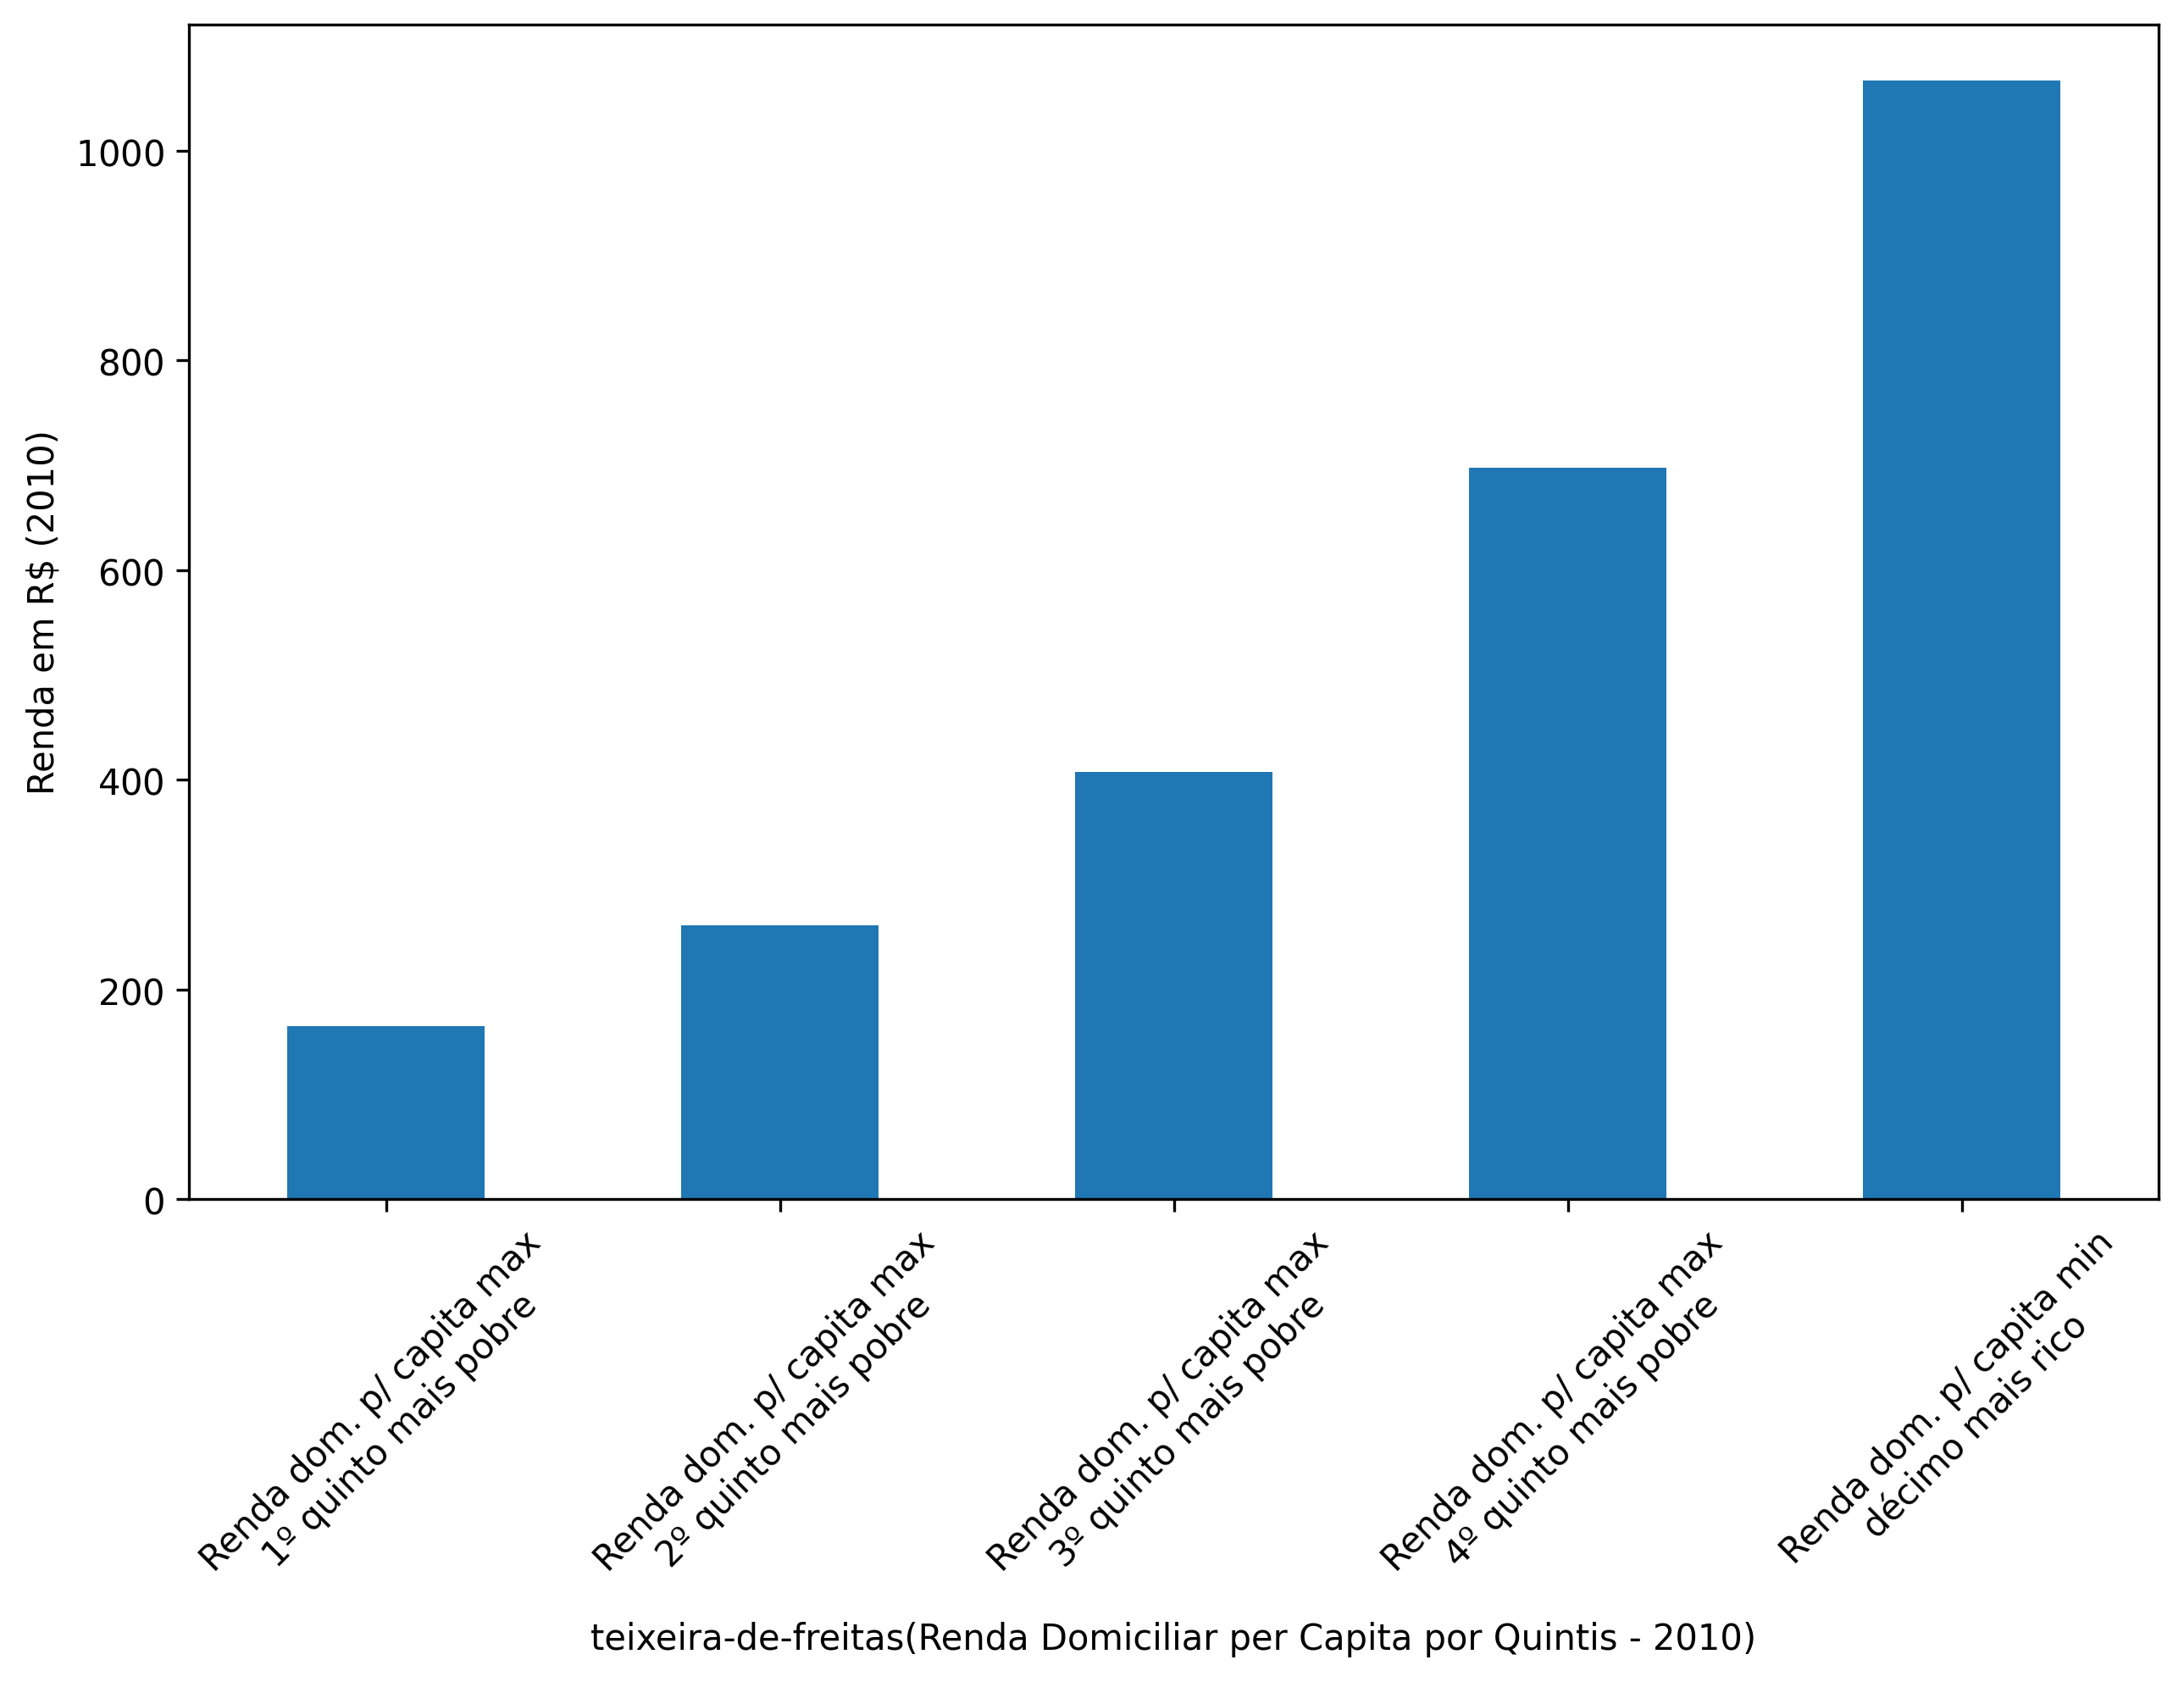 Renda em R$ (2010)
1000
800
600
400
200
0
Renda dom. p/ capita max
1º quinto mais pobre
Renda dom. p/ capita max
2º quinto mais pobre
Renda dom. p/ capita max
3º quinto mais pobre
Renda dom. p/ capita max
4º quinto mais pobre
Renda dom. p/ capita min
décimo mais rico
teixeira-de-freitas(Renda Domiciliar per Capita por Quintis - 2010)